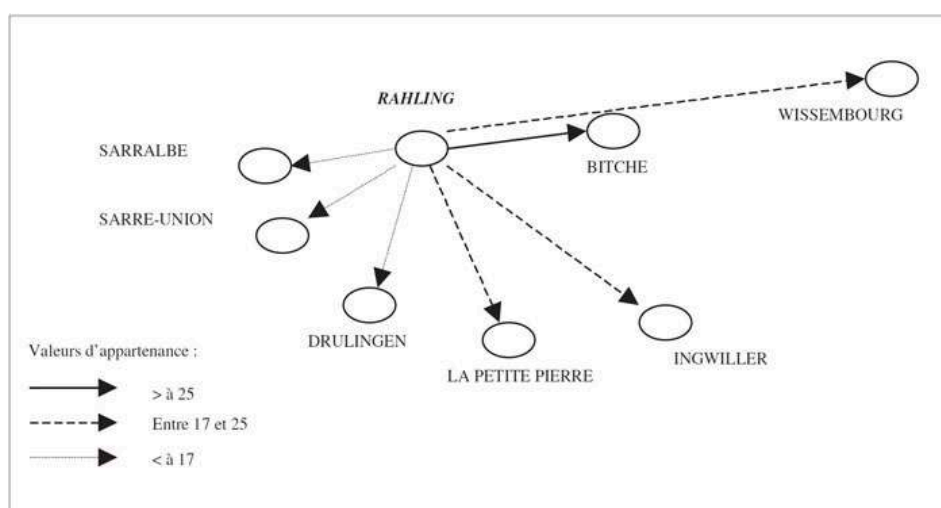 RAHLING
WISSEMBOURG
SARRALBE
BITCHE
SARRE-UNION
DRULINGEN
LA PETITE PIERRE
INGWILLER
Valeurs d'appartenance :
> à 25
Entre 17 et 25
< à 17